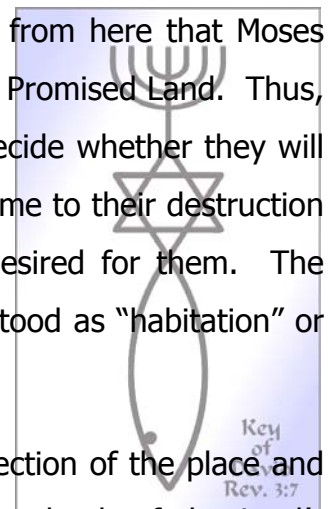 from here that Moses
Promised Land. Thus,
ecide whether they will
me to their destruction
esired for them. The
tood as “habitation” or
ection of the place and
Key
of
Rev. 3:7